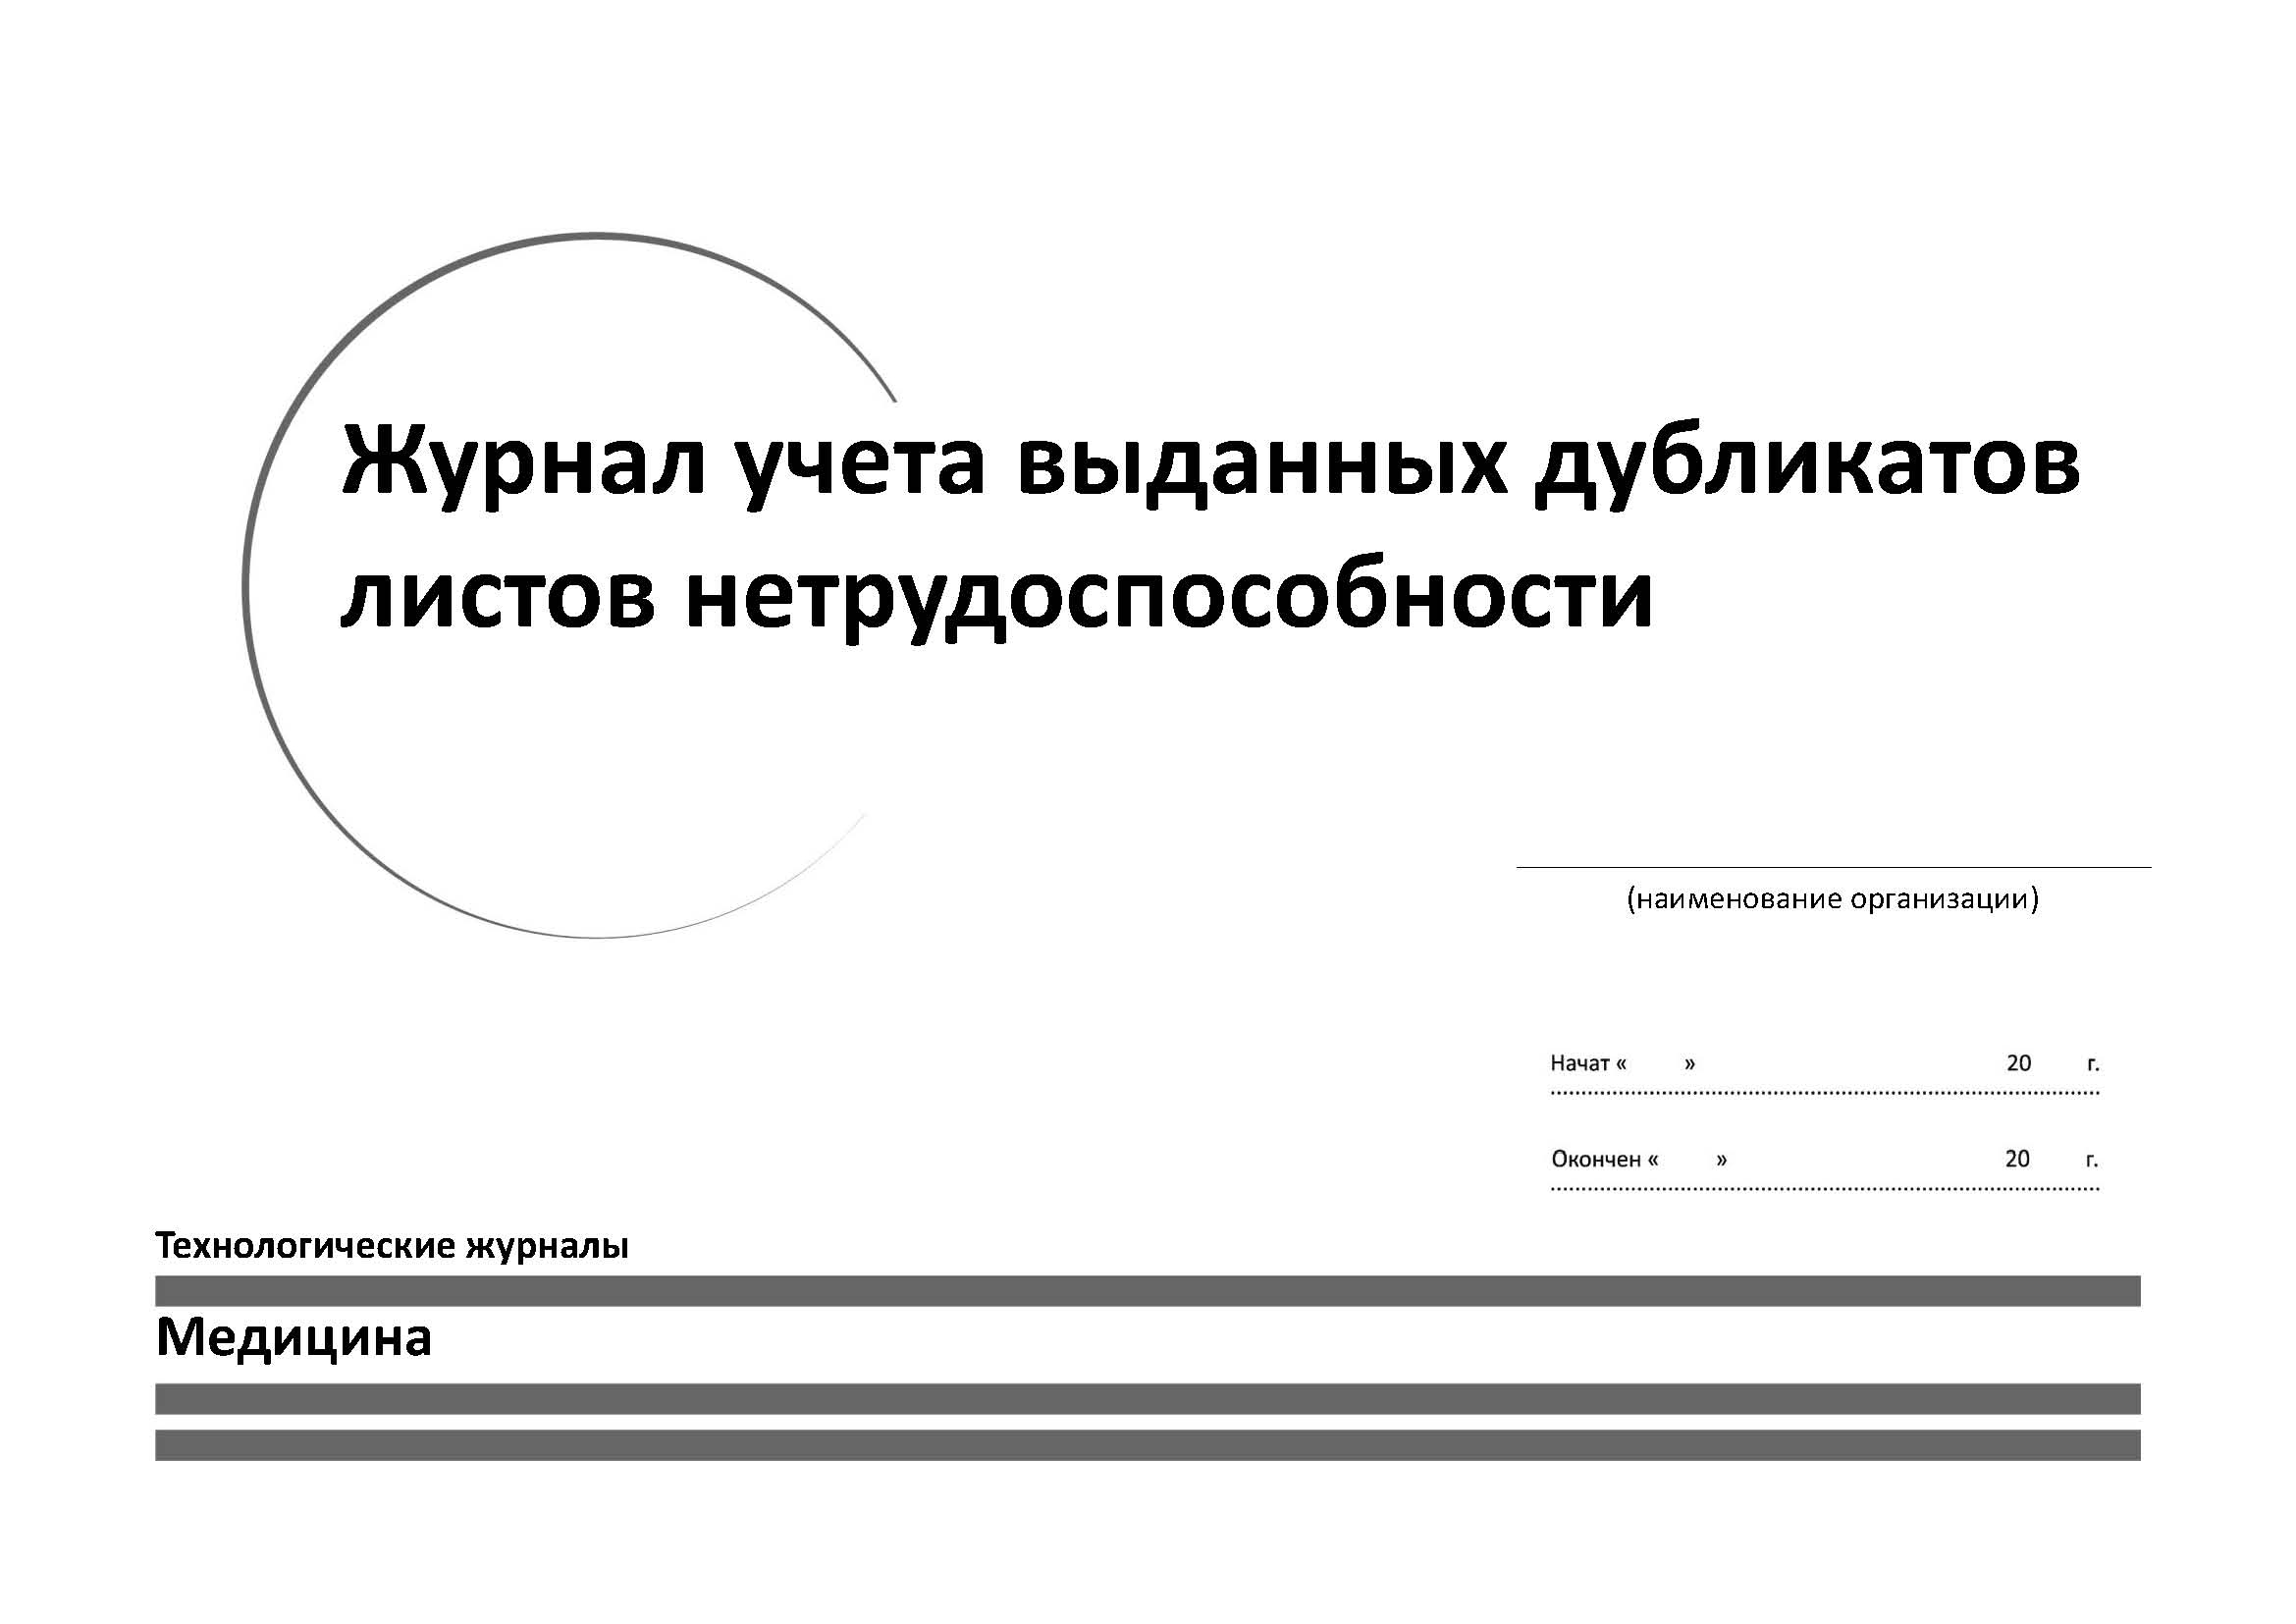 Журнал учета выданных дубликатов
листов нетрудоспособности
(наименование организации)
Начат « » 20 г.
Окончен « » 20 г.
Технологические журналы
Медицина